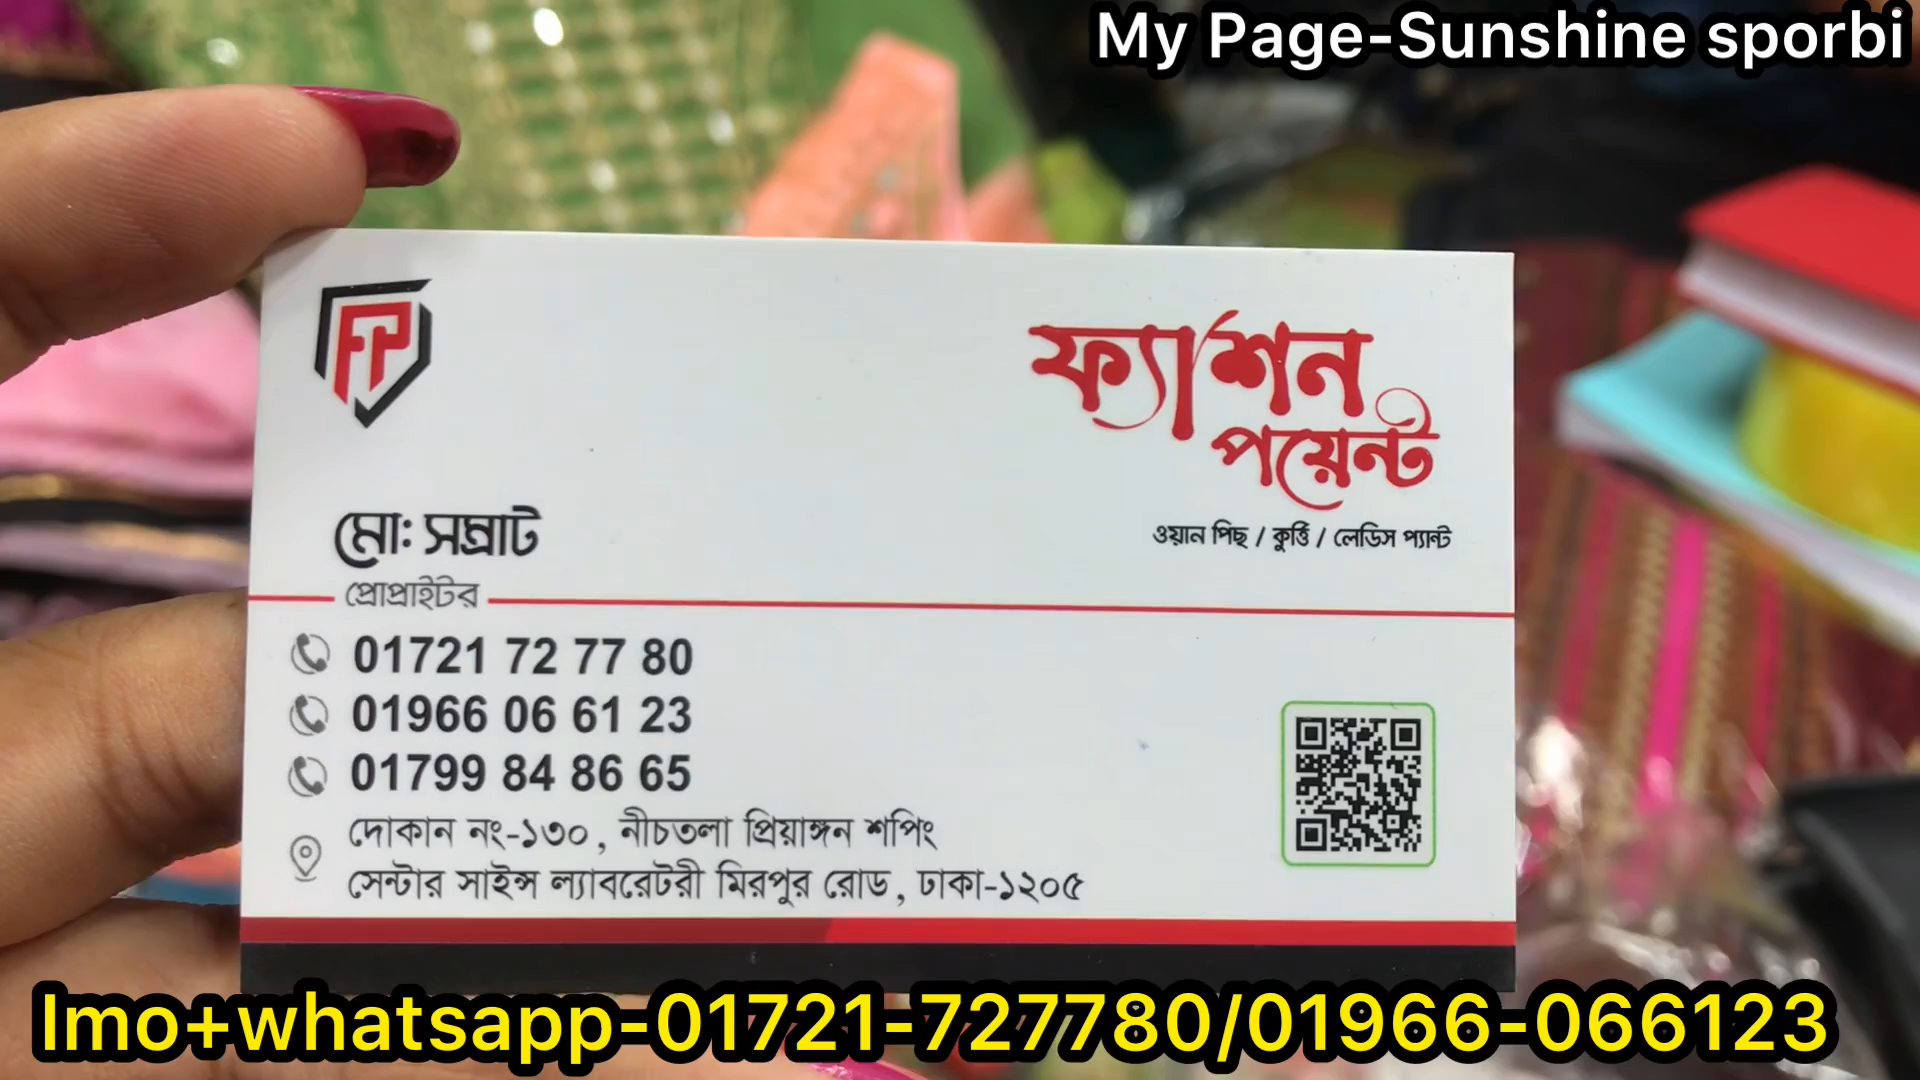 My Page-Sunshine sporbi
FP
ফ্যাশন
পয়েন্ট
ওয়ান পিছ / কুর্তি / লেডিস প্যান্ট
মোঃ সম্রাট
প্রোপ্রাইটর
01721 72 77 80
01966 06 61 23
01799 84 86 65
দোকান নং-১৩০, নীচতলা প্রিয়াঙ্গন শপিং
সেন্টার সাইন্স ল্যাবরেটরী মিরপুর রোড, ঢাকা-১২০৫
Imo+whatsapp-01721-727780/01966-066123